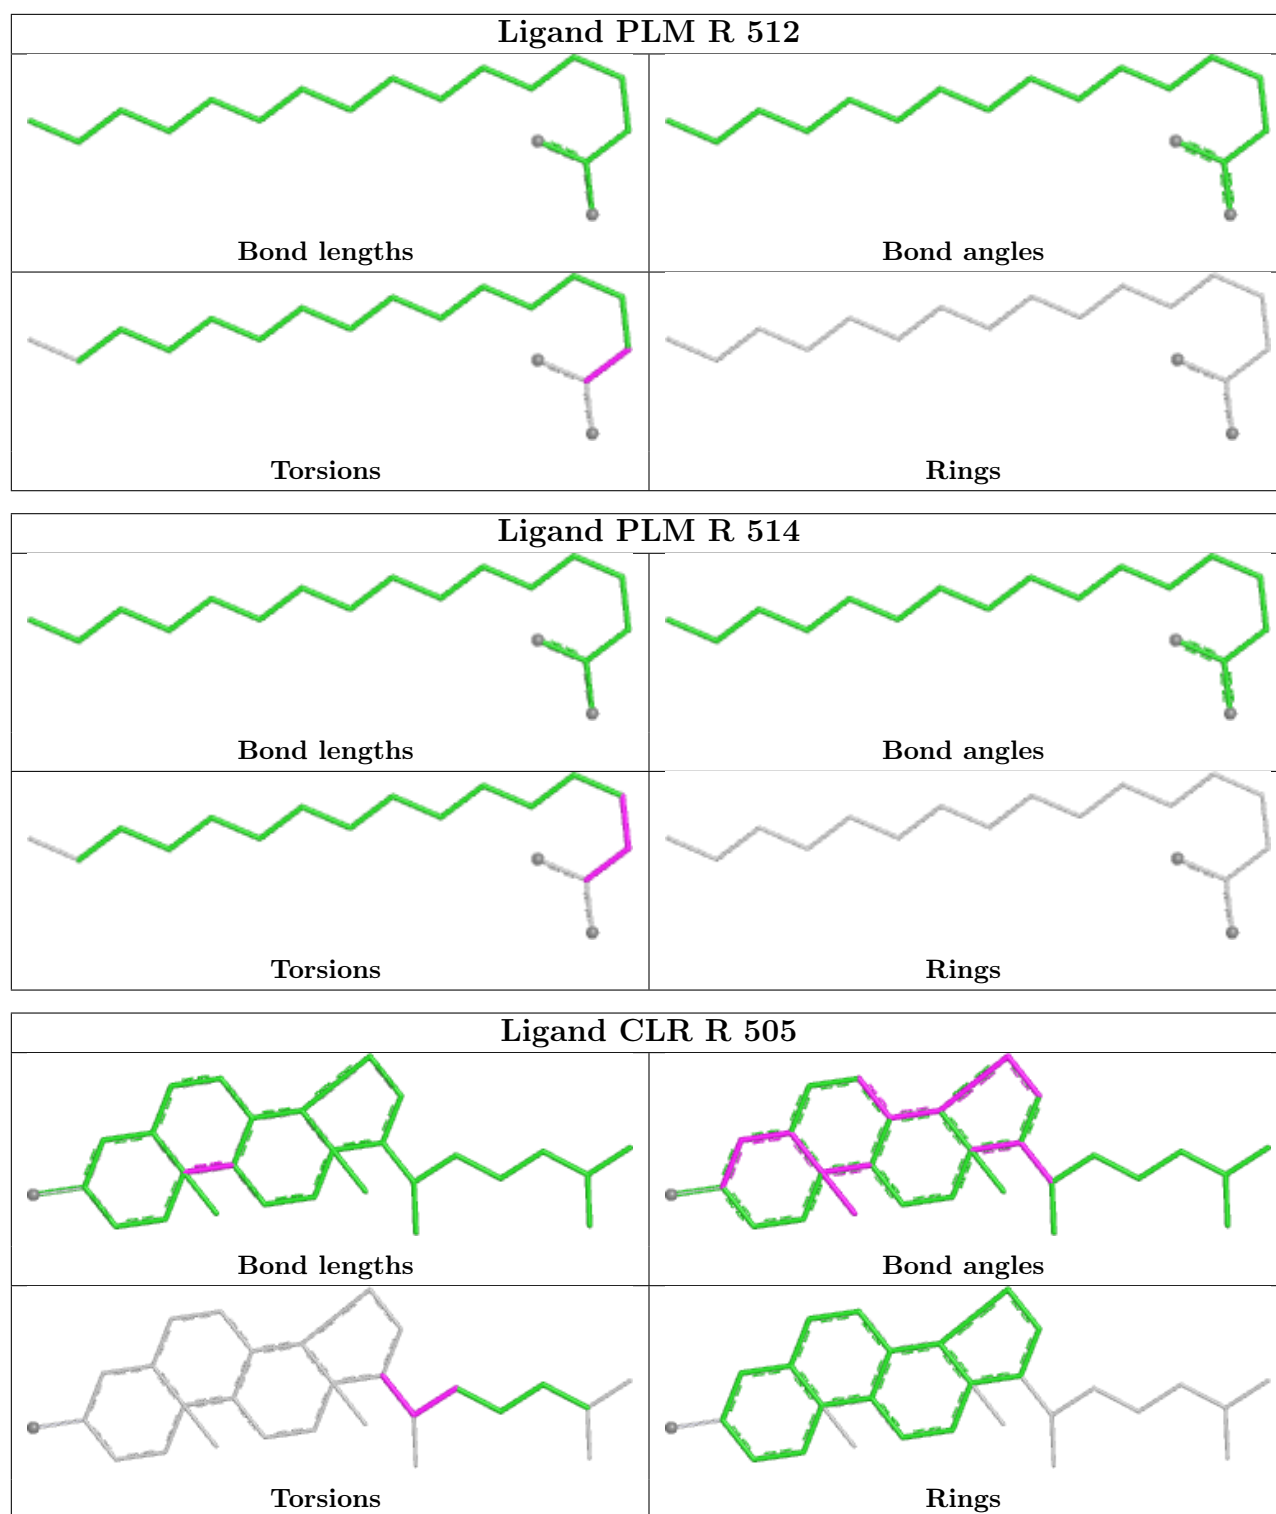 Ligand PLM R 512
Bond lengths
Bond angles
Torsions
Rings
Ligand PLM R 514
Bond lengths
Bond angles
Torsions
Rings
Ligand CLR R 505
Bond lengths
Bond angles
Torsions
Rings